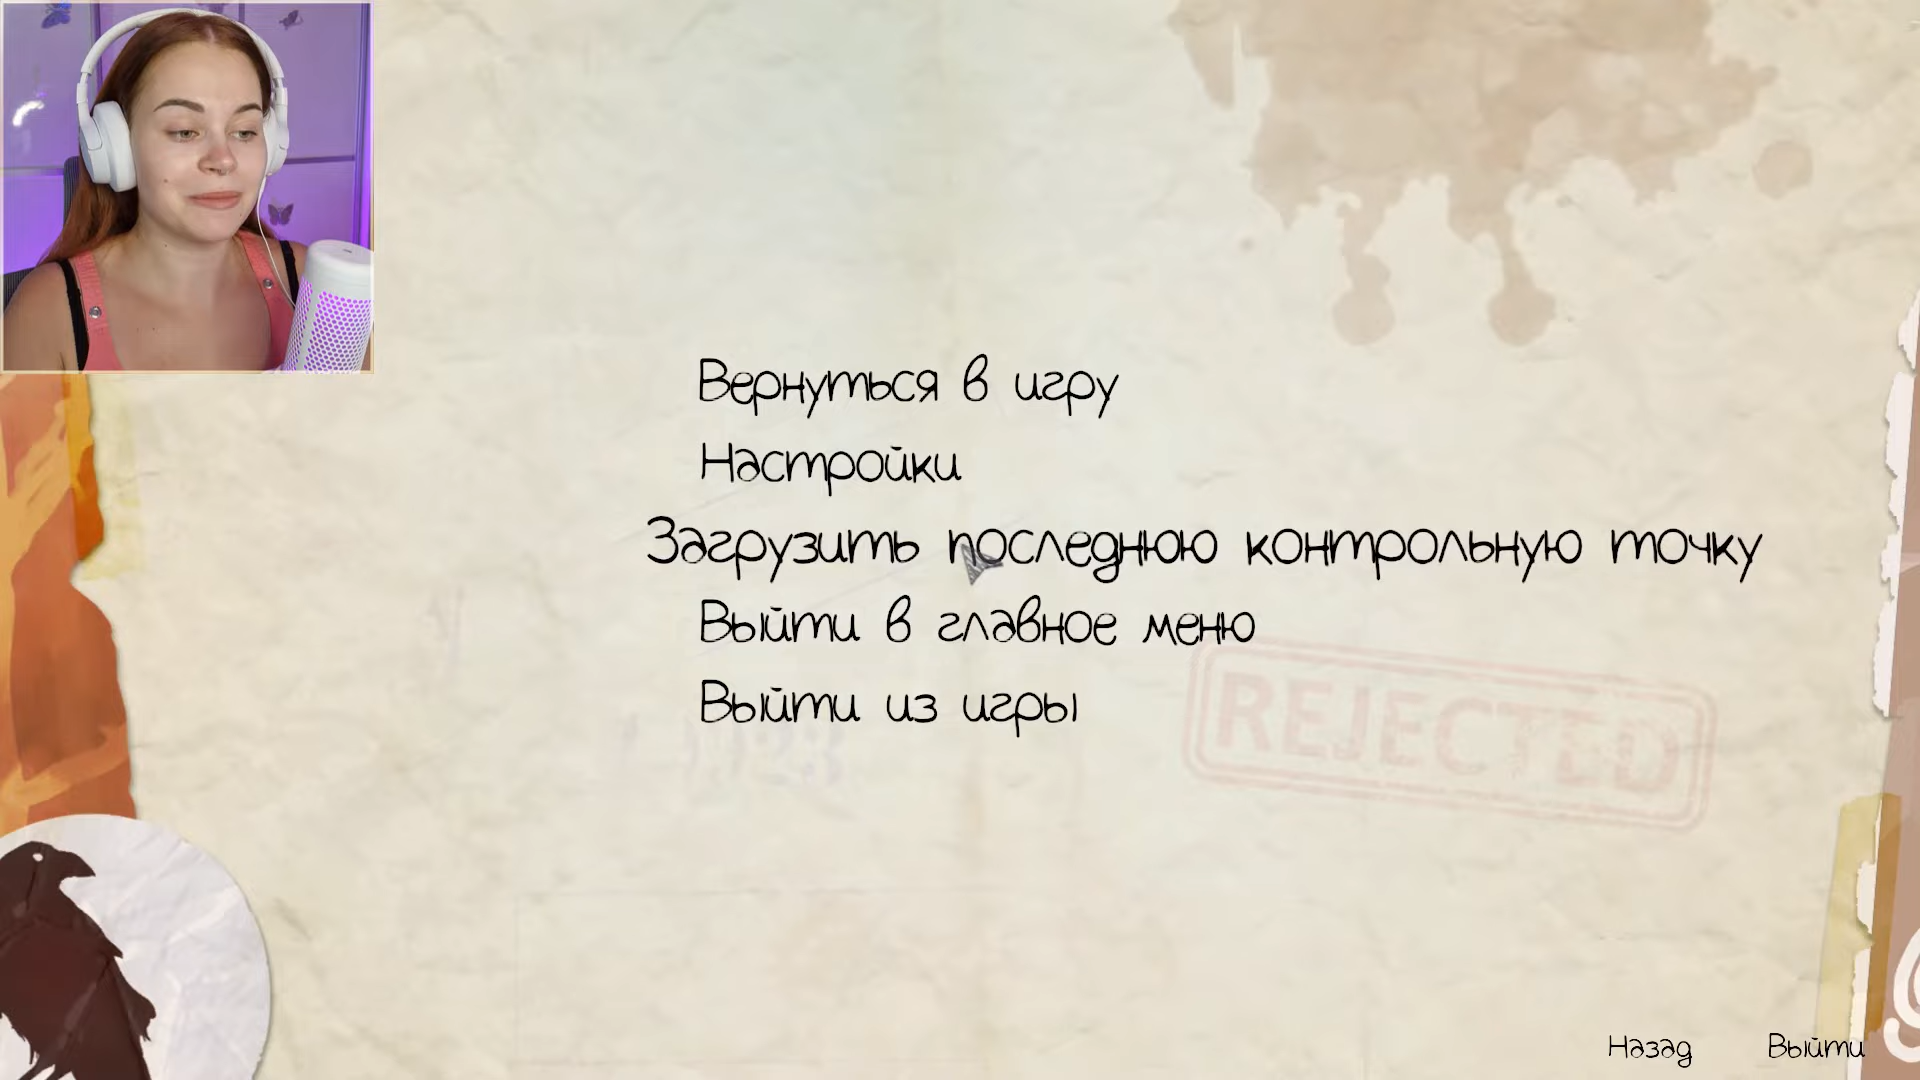 Вернуться в игру
Настройки
Загрузить последнюю контрольную точку
Выйти в главное меню
Выйти из игры
REJECTED
Назад
Выйти